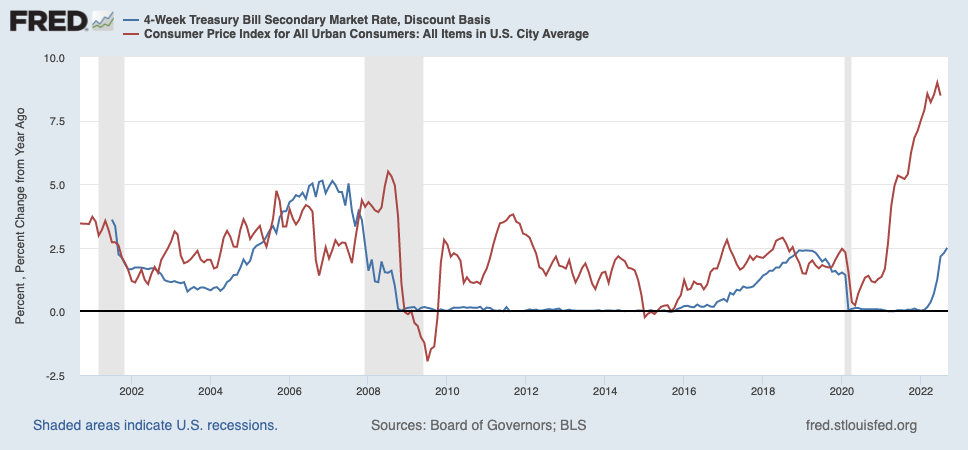 FRED
4-Week Treasury Bill Secondary Market Rate, Discount Basis
Consumer Price Index for All Urban Consumers: All Items in U.S. City Average
Percent , Percent Change from Year Ago
10.0
7.5
5.0
2.5
0.0
-2.5
2002 2004 2006 2008 2010 2012 2014 2016 2018 2020 2022
Shaded areas indicate U.S. recessions. Sources: Board of Governors; BLS fred.stlouisfed.org